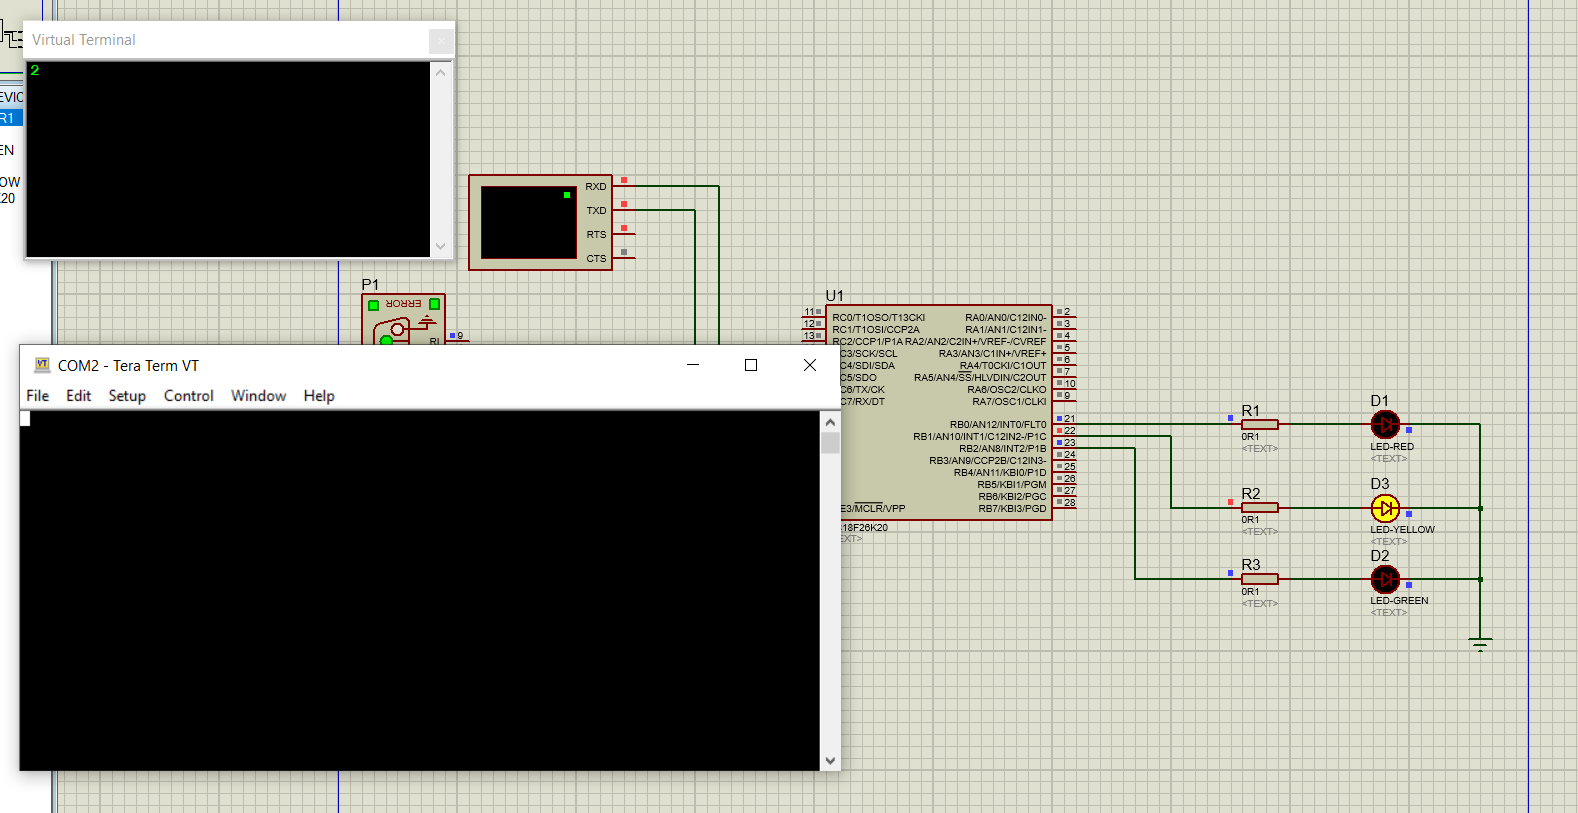 Virtual Terminal
2
EVIC
R1
EN
OW
K20
RXD
TXD
RTS
CTS
P1
ERROR
RI
9
COM2 - Tera Term VT
File Edit Setup Control Window Help
U1
11 RC0/T1OSO/T13CKI RA0/AN0/C12IN0- 2
12 RC1/T1OSI/CCP2A RA1/AN1/C12IN1- 3
13 RC2/CCP1/P1A RA2/AN2/C2IN+/VREF-/CVREF 4
C3/SCK/SCL RA3/AN3/C1IN+/VREF+ 5
C4/SDI/SDA RA4/T0CKI/C1OUT 6
C5/SDO RA5/AN4/SS/HLVDIN/C2OUT 7
C6/TX/CK RA6/OSC2/CLKO 10
C7/RX/DT RA7/OSC1/CLKI 9
RB0/AN12/INT0/FLT0 21
RB1/AN10/INT1/C12IN2-/P1C 22
RB2/AN8/INT2/P1B 23
RB3/AN9/CCP2B/C12IN3- 24
RB4/AN11/KBI0/P1D 25
RB5/KBI1/PGM 26
RB6/KBI2/PGC 27
E3/MCLR/VPP RB7/KBI3/PGD 28
18F26K20
EXT>
R1
0R1
<TEXT>
D1
LED-RED
<TEXT>
R2
0R1
<TEXT>
D3
LED-YELLOW
<TEXT>
R3
0R1
<TEXT>
D2
LED-GREEN
<TEXT>